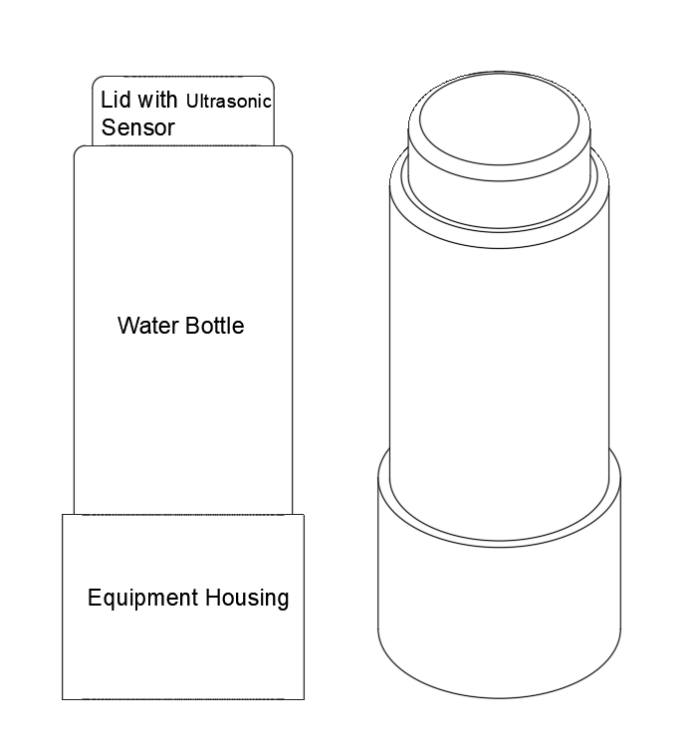 Lid with Ultrasonic
Sensor
Water Bottle
Equipment Housing